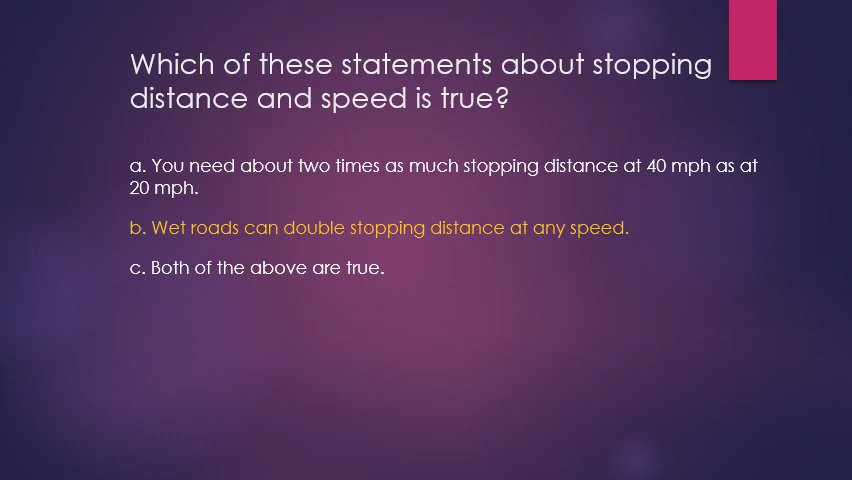 Which of these statements about stopping
distance and speed is true?
a. You need about two times as much stopping distance at 40 mph as at
20 mph.
b. Wet roads can double stopping distance at any speed.
c. Both of the above are true.